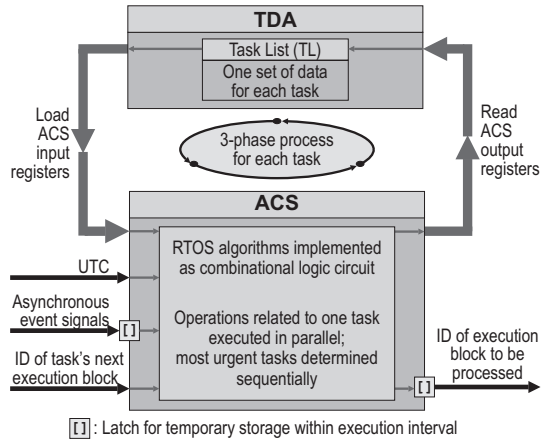 TDA
Task List (TL)
One set of data
for each task
Load
ACS
input
registers
3-phase process
for each task
Read
ACS
output
registers
ACS
RTOS algorithms implemented
as combinational logic circuit
UTC
Asynchronous
event signals
[ ]
Operations related to one task
executed in parallel;
most urgent tasks determined
sequentially
ID of task's next
execution block
[ ]
ID of execution
block to be
processed
[ ] : Latch for temporary storage within execution interval